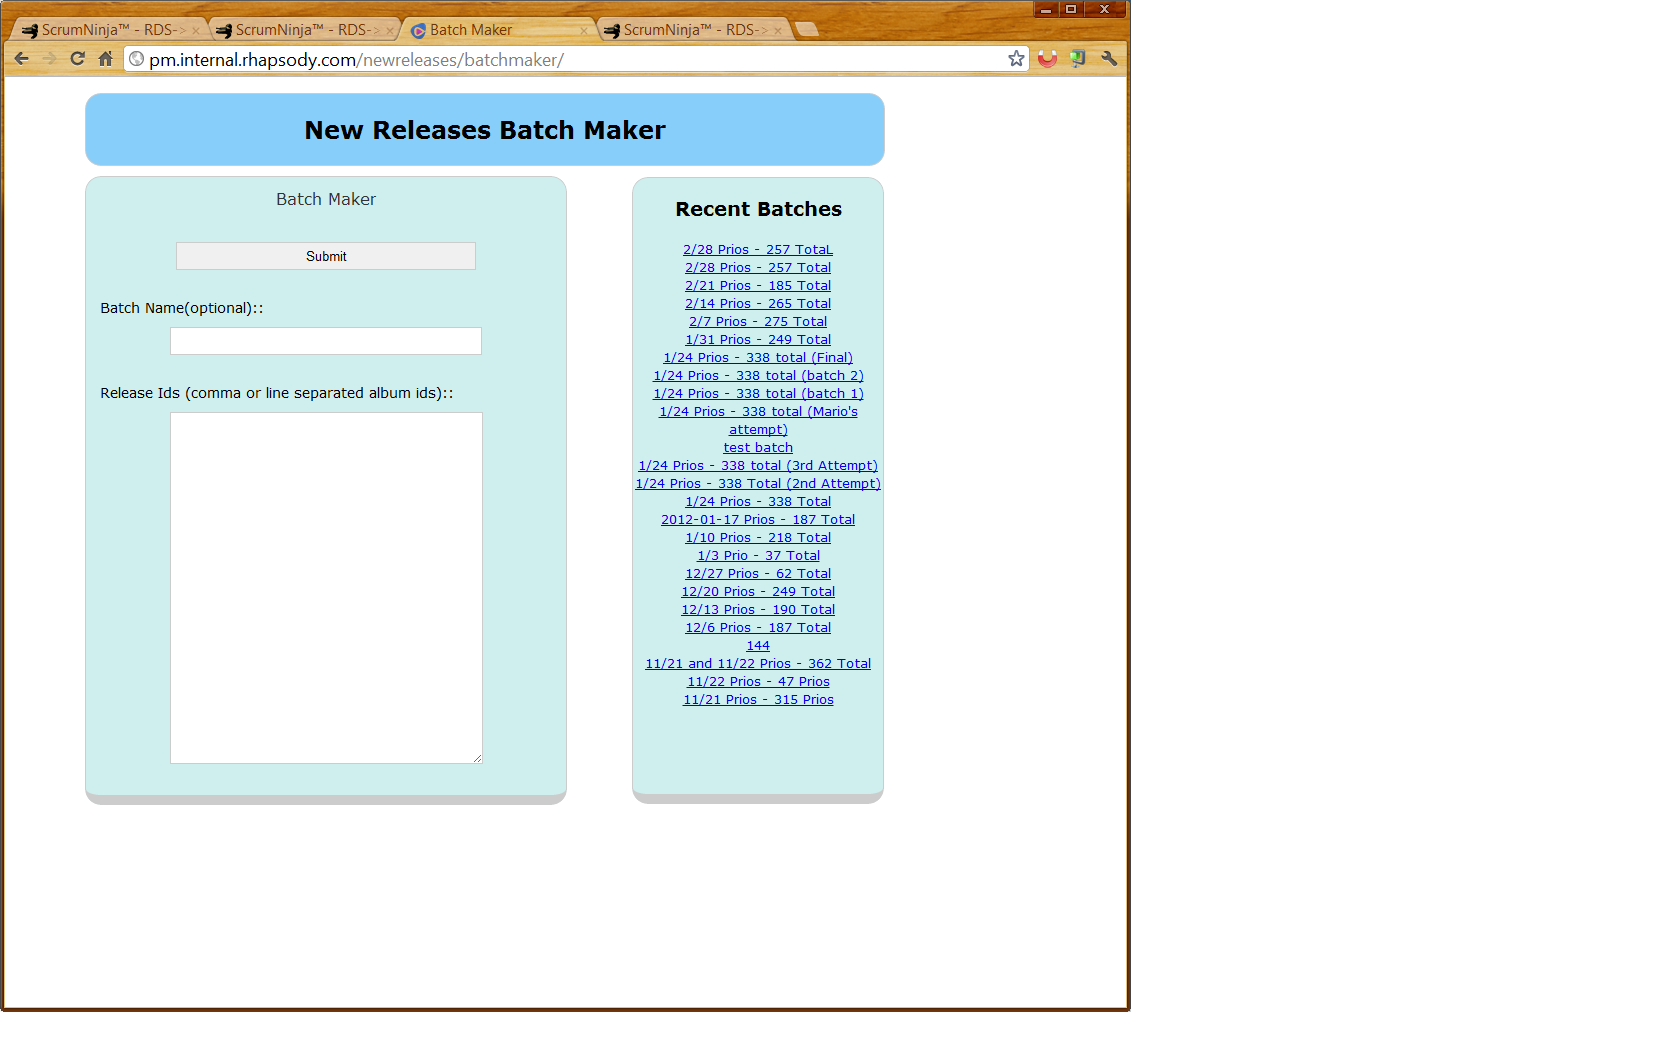 ScrumNinja™ - RDS-
ScrumNinja™ - RDS-
Batch Maker
ScrumNinja™ - RDS-
pm.internal.rhapsody.com/newreleases/batchmaker/
New Releases Batch Maker
Batch Maker
Submit
Batch Name(optional)::
Release Ids (comma or line separated album ids)::
Recent Batches
2/28 Prios - 257 TotaL
2/28 Prios - 257 Total
2/21 Prios - 185 Total
2/14 Prios - 265 Total
2/7 Prios - 275 Total
1/31 Prios - 249 Total
1/24 Prios - 338 total (Final)
1/24 Prios - 338 total (batch 2)
1/24 Prios - 338 total (batch 1)
1/24 Prios - 338 total (Mario's
attempt)
test batch
1/24 Prios - 338 total (3rd Attempt)
1/24 Prios - 338 Total (2nd Attempt)
1/24 Prios - 338 Total
2012-01-17 Prios - 187 Total
1/10 Prios - 218 Total
1/3 Prio - 37 Total
12/27 Prios - 62 Total
12/20 Prios - 249 Total
12/13 Prios - 190 Total
12/6 Prios - 187 Total
144
11/21 and 11/22 Prios - 362 Total
11/22 Prios - 47 Prios
11/21 Prios - 315 Prios